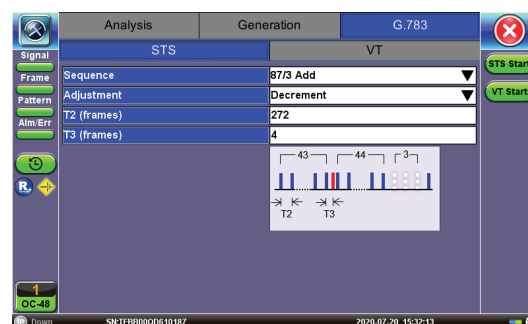 Analysis Generation G.783
STS VT
Signal
Frame
Pattern
Alm/Err
R.
1
OC-48
Sequence 87/3 Add
Adjustment Decrement
T2 (frames) 272
T3 (frames) 4
43 44 3
T2 T3
STS Start
VT Start
Down SN:TFBB00QD610187 2020.07.20 15:32:13